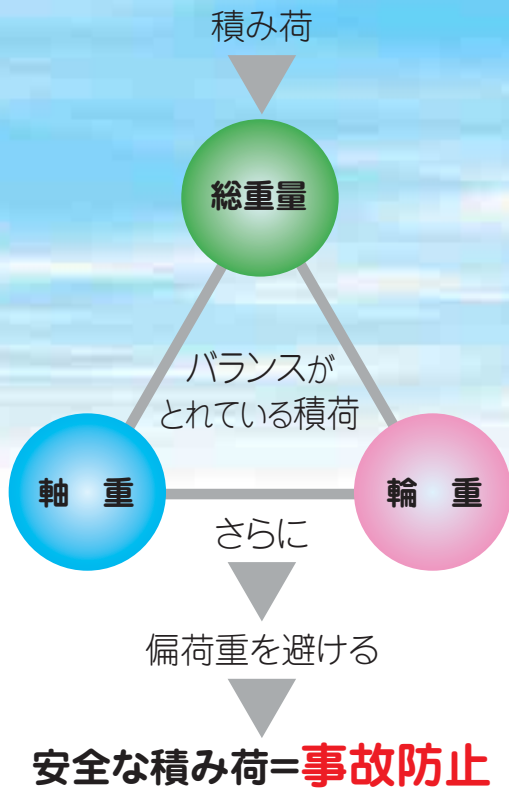 積み荷
総重量
バランスが
とれている積荷
軸　重
輪　重
さらに
偏荷重を避ける
安全な積み荷=事故防止